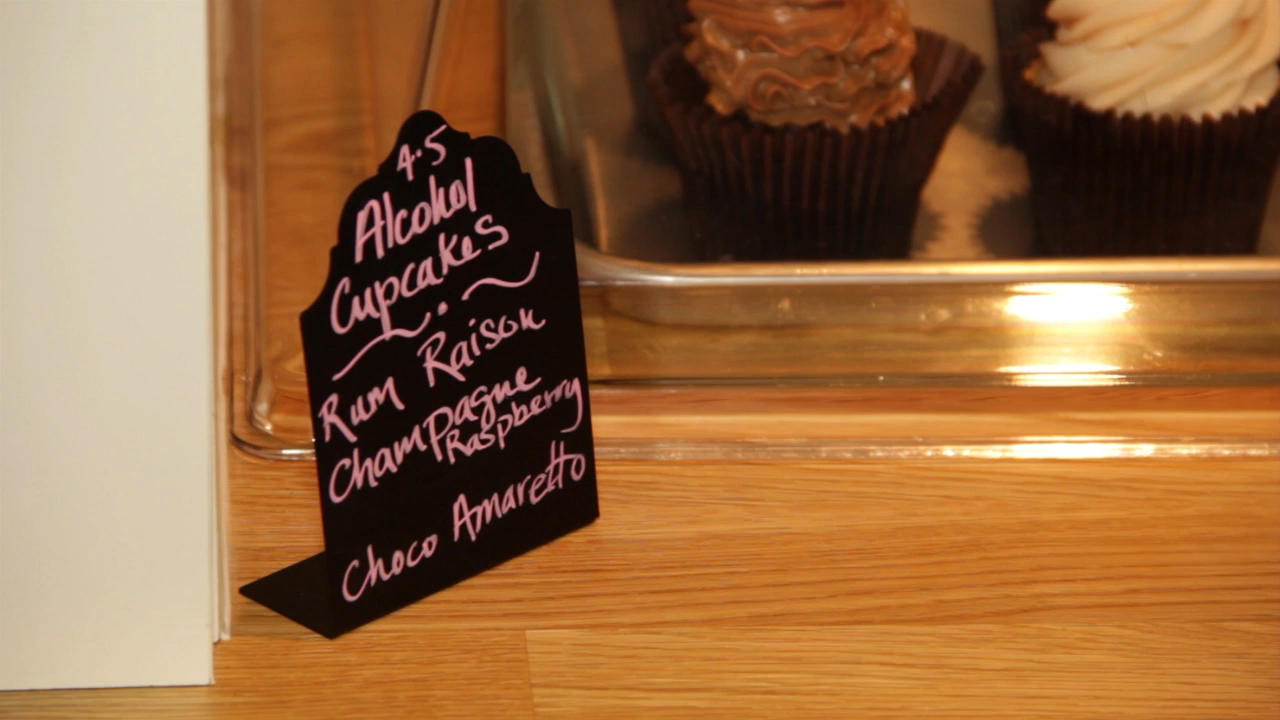 4.5
Alcohol
Cupcakes
Rum Raison
Champagne
Raspberry
Choco Amaretto